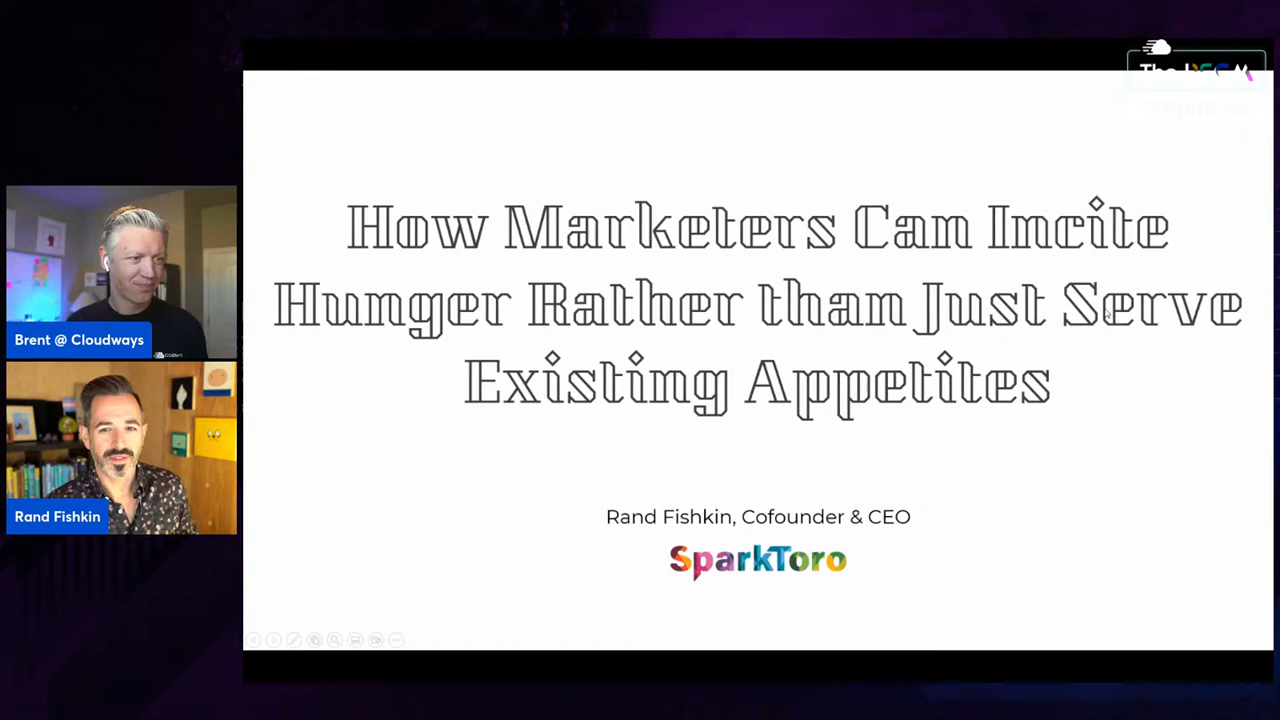 How Marketers Can Incite
Hunger Rather than Just Serve
Existing Appetites
Rand Fishkin, Cofounder & CEO
SparkToro
Brent @ Cloudways
Rand Fishkin